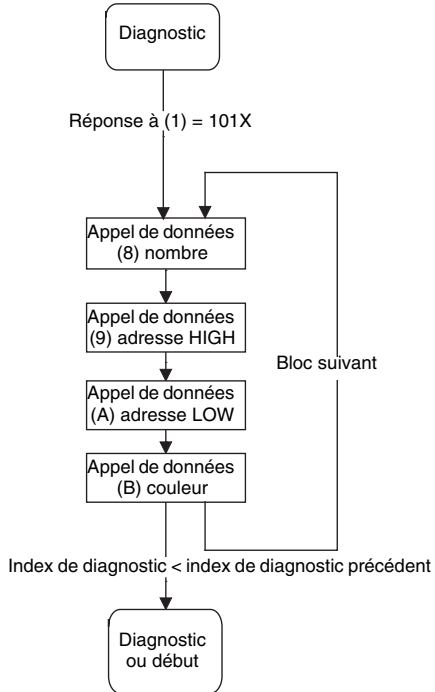 Diagnostic
Réponse à (1) = 101X
Appel de données
(8) nombre
Appel de données
(9) adresse HIGH
Bloc suivant
Appel de données
(A) adresse LOW
Appel de données
(B) couleur
Index de diagnostic < index de diagnostic précédent
Diagnostic
ou début